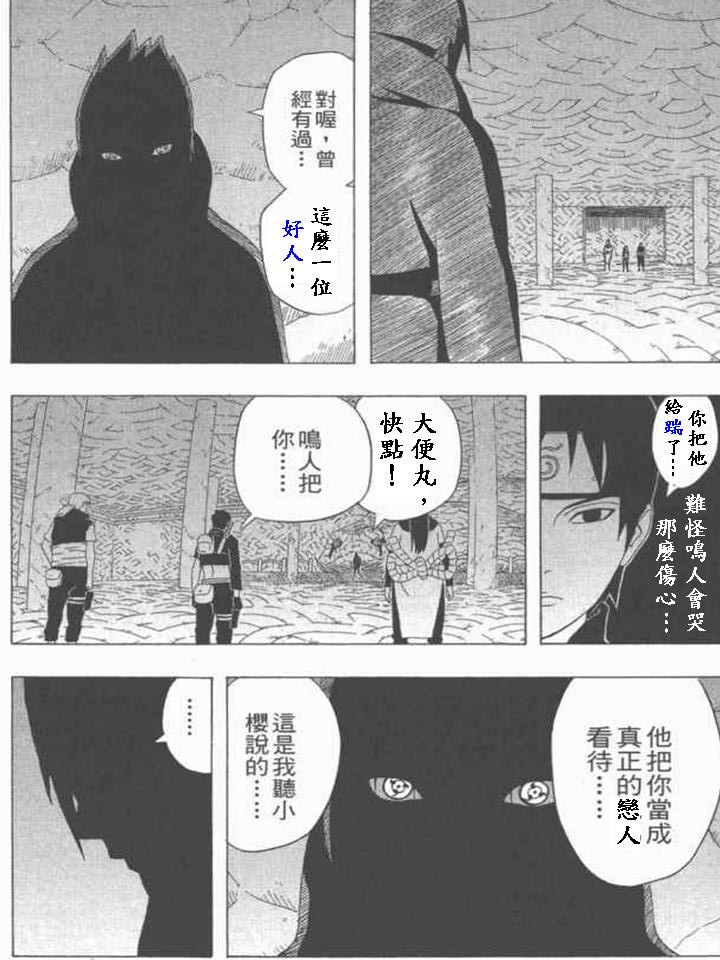 對喔，曾
經有過…
這麼一位
好人…
你把他
給踹了…
難怪鳴人會哭
那麼傷心…
大便丸，
快點！
鳴人把
你……
他把你當成
真正的戀人
看待……
這是我聽小
櫻說的……
……